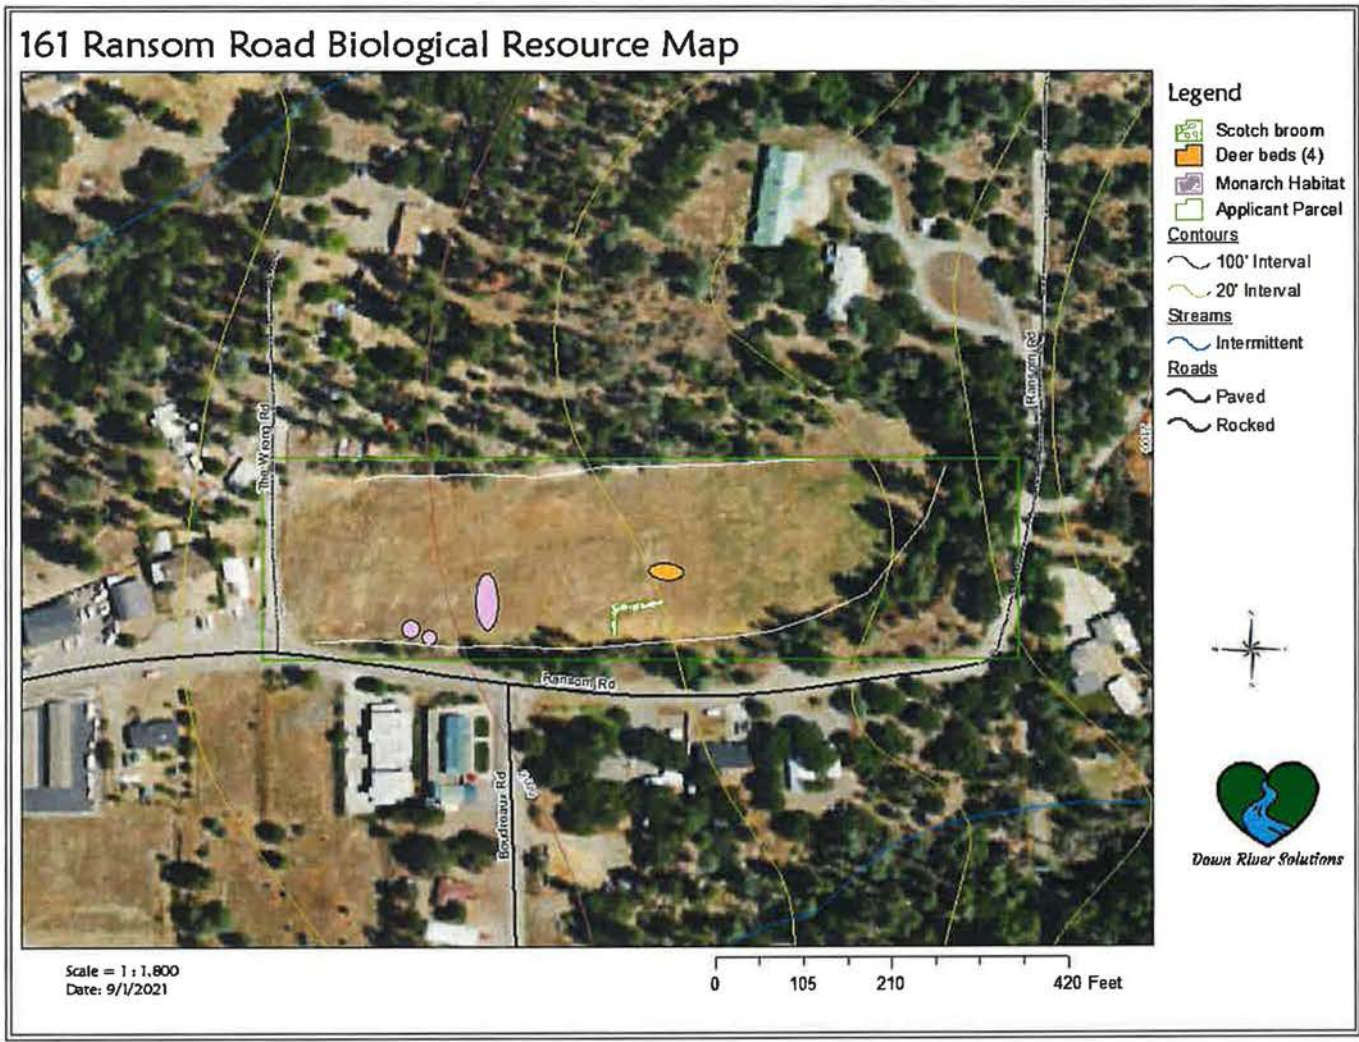 161 Ransom Road Biological Resource Map
Legend
Scotch broom
Deer beds (4)
Monarch Habitat
Applicant Parcel
Contours
100' Interval
20' Interval
Streams
Intermittent
Roads
Paved
Rocked
Ransom Rd
The Wrong Rd
Ransom Rd
Boudreaux Rd
Down River Solutions
Scale = 1 : 1,800
Date: 9/1/2021
0 105 210 420 Feet